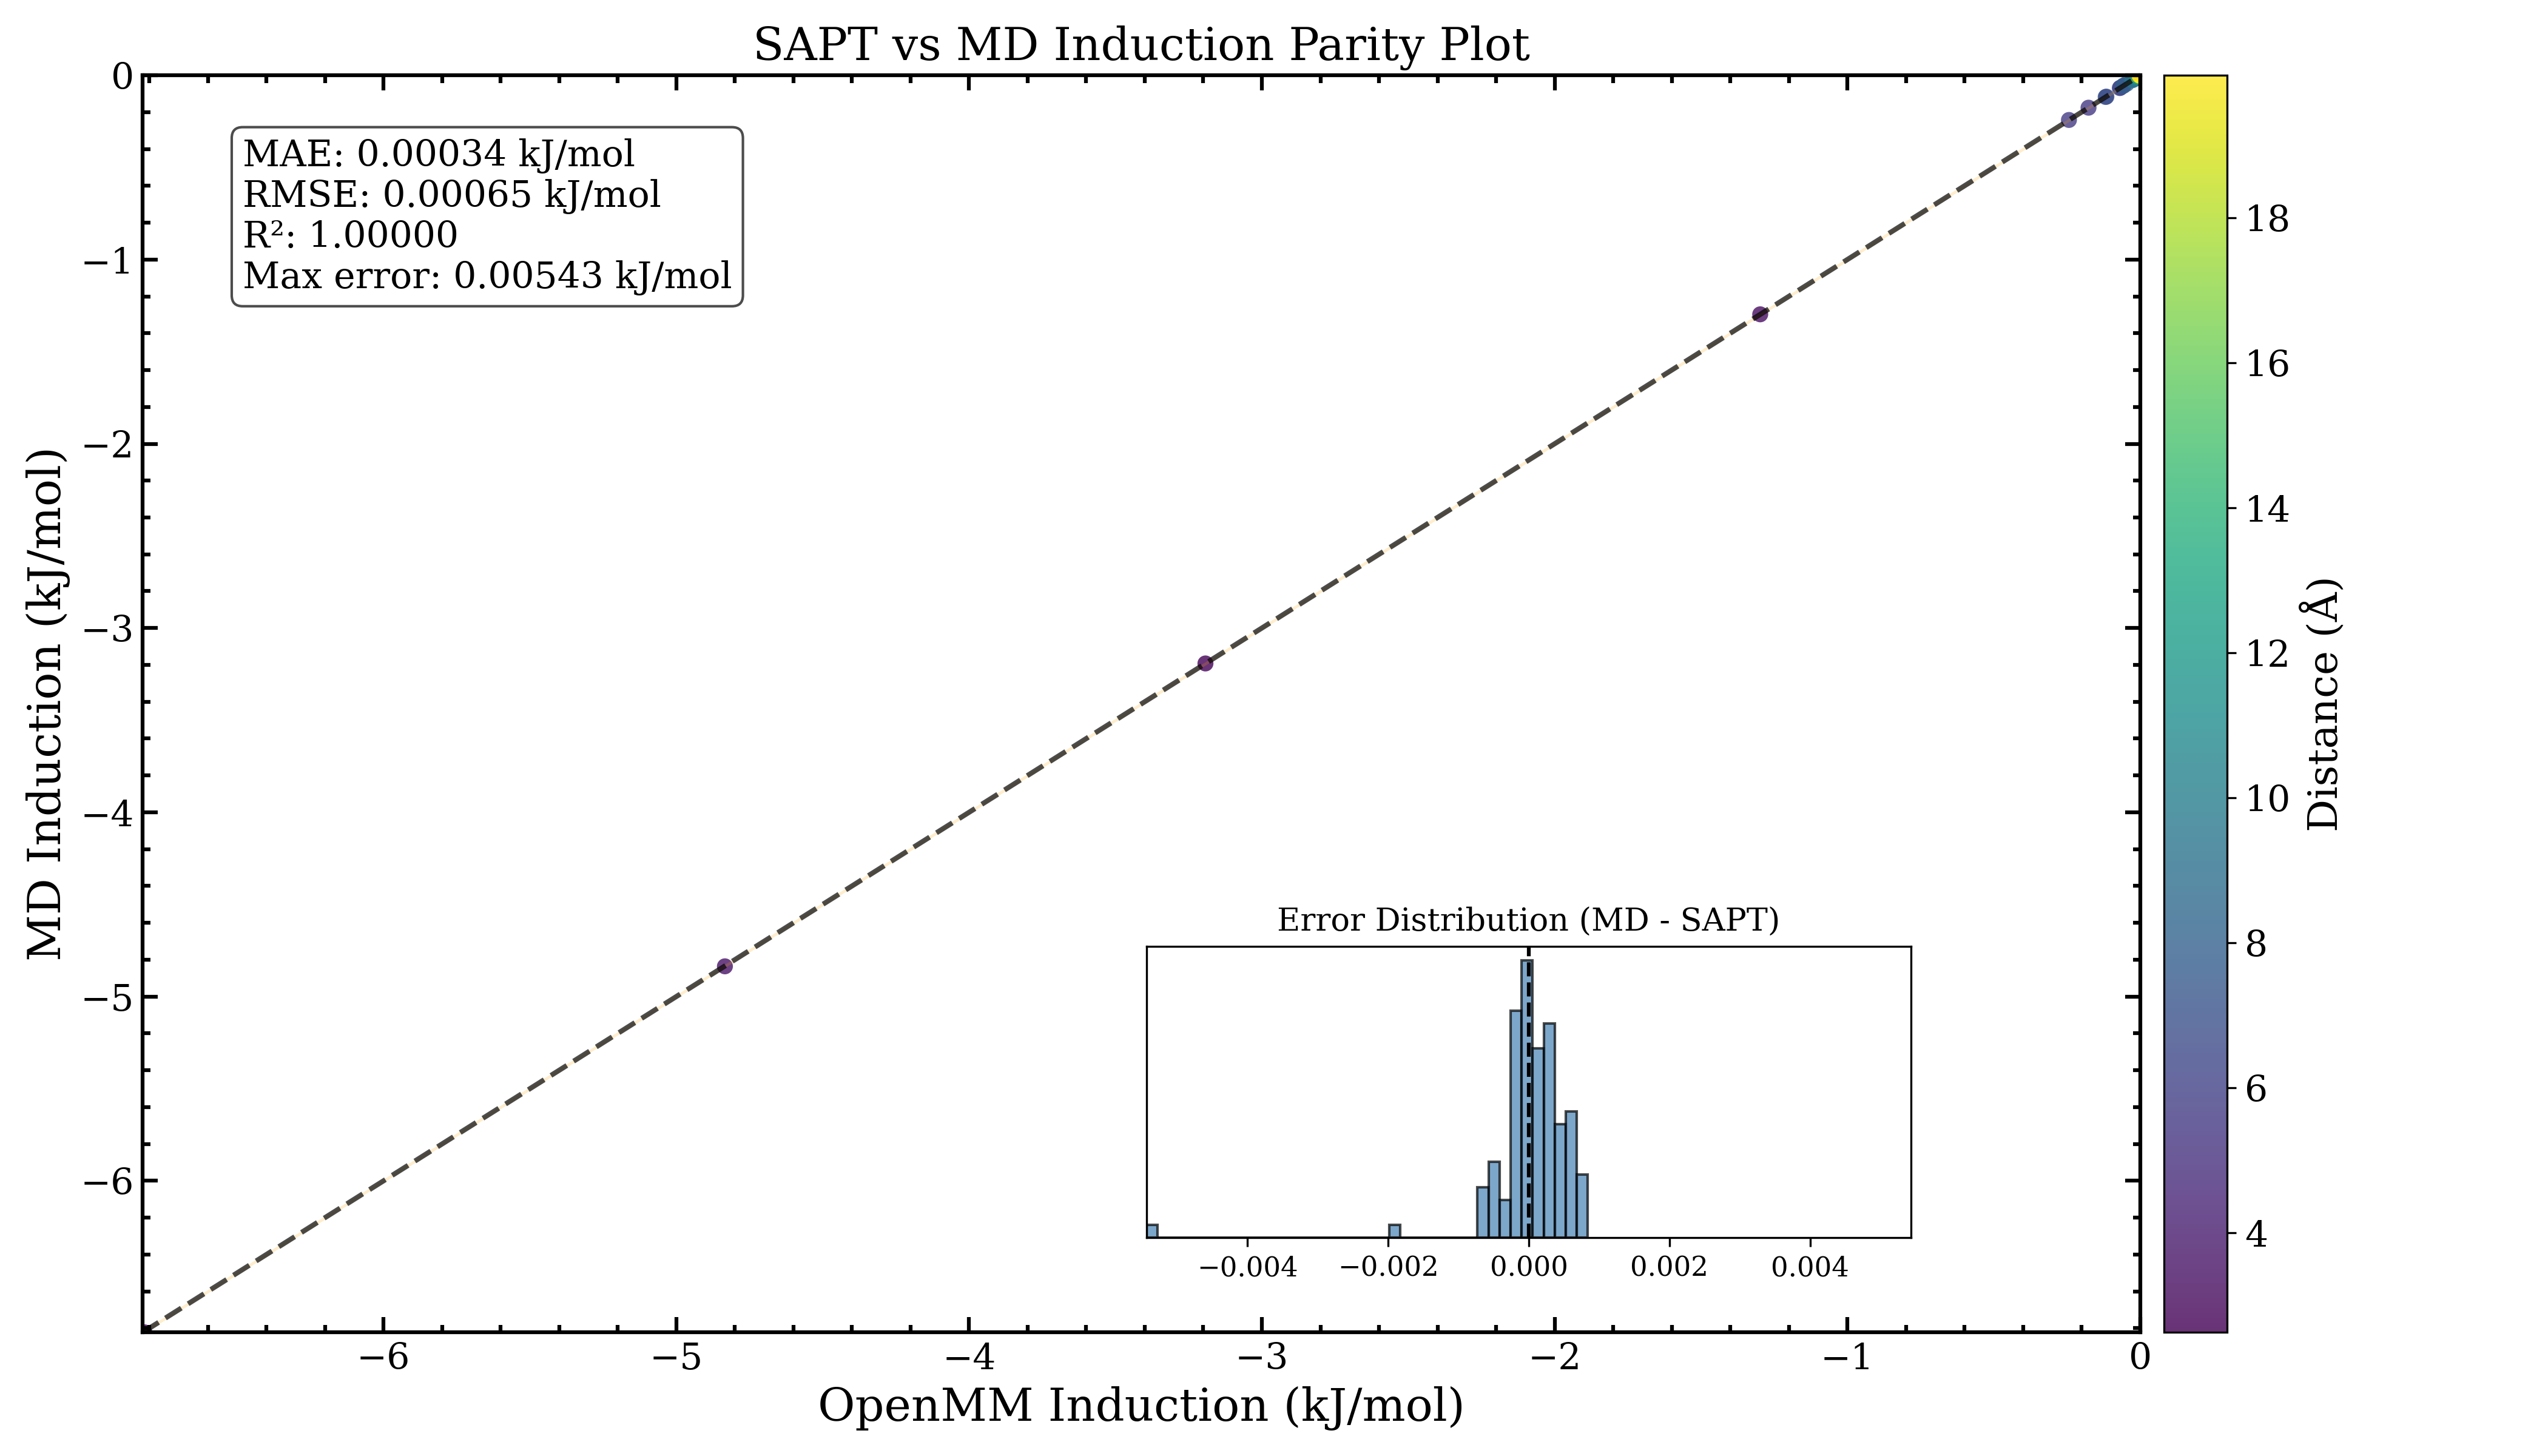 SAPT vs MD Induction Parity Plot
MAE: 0.00034 kJ/mol
RMSE: 0.00065 kJ/mol
R²: 1.00000
Max error: 0.00543 kJ/mol
MD Induction (kJ/mol)
0
−1
−2
−3
−4
−5
−6
Error Distribution (MD - SAPT)
−0.004 −0.002 0.000 0.002 0.004
−6 −5 −4 −3 −2 −1 0
OpenMM Induction (kJ/mol)
18
16
14
12
10
8
6
4
Distance (Å)